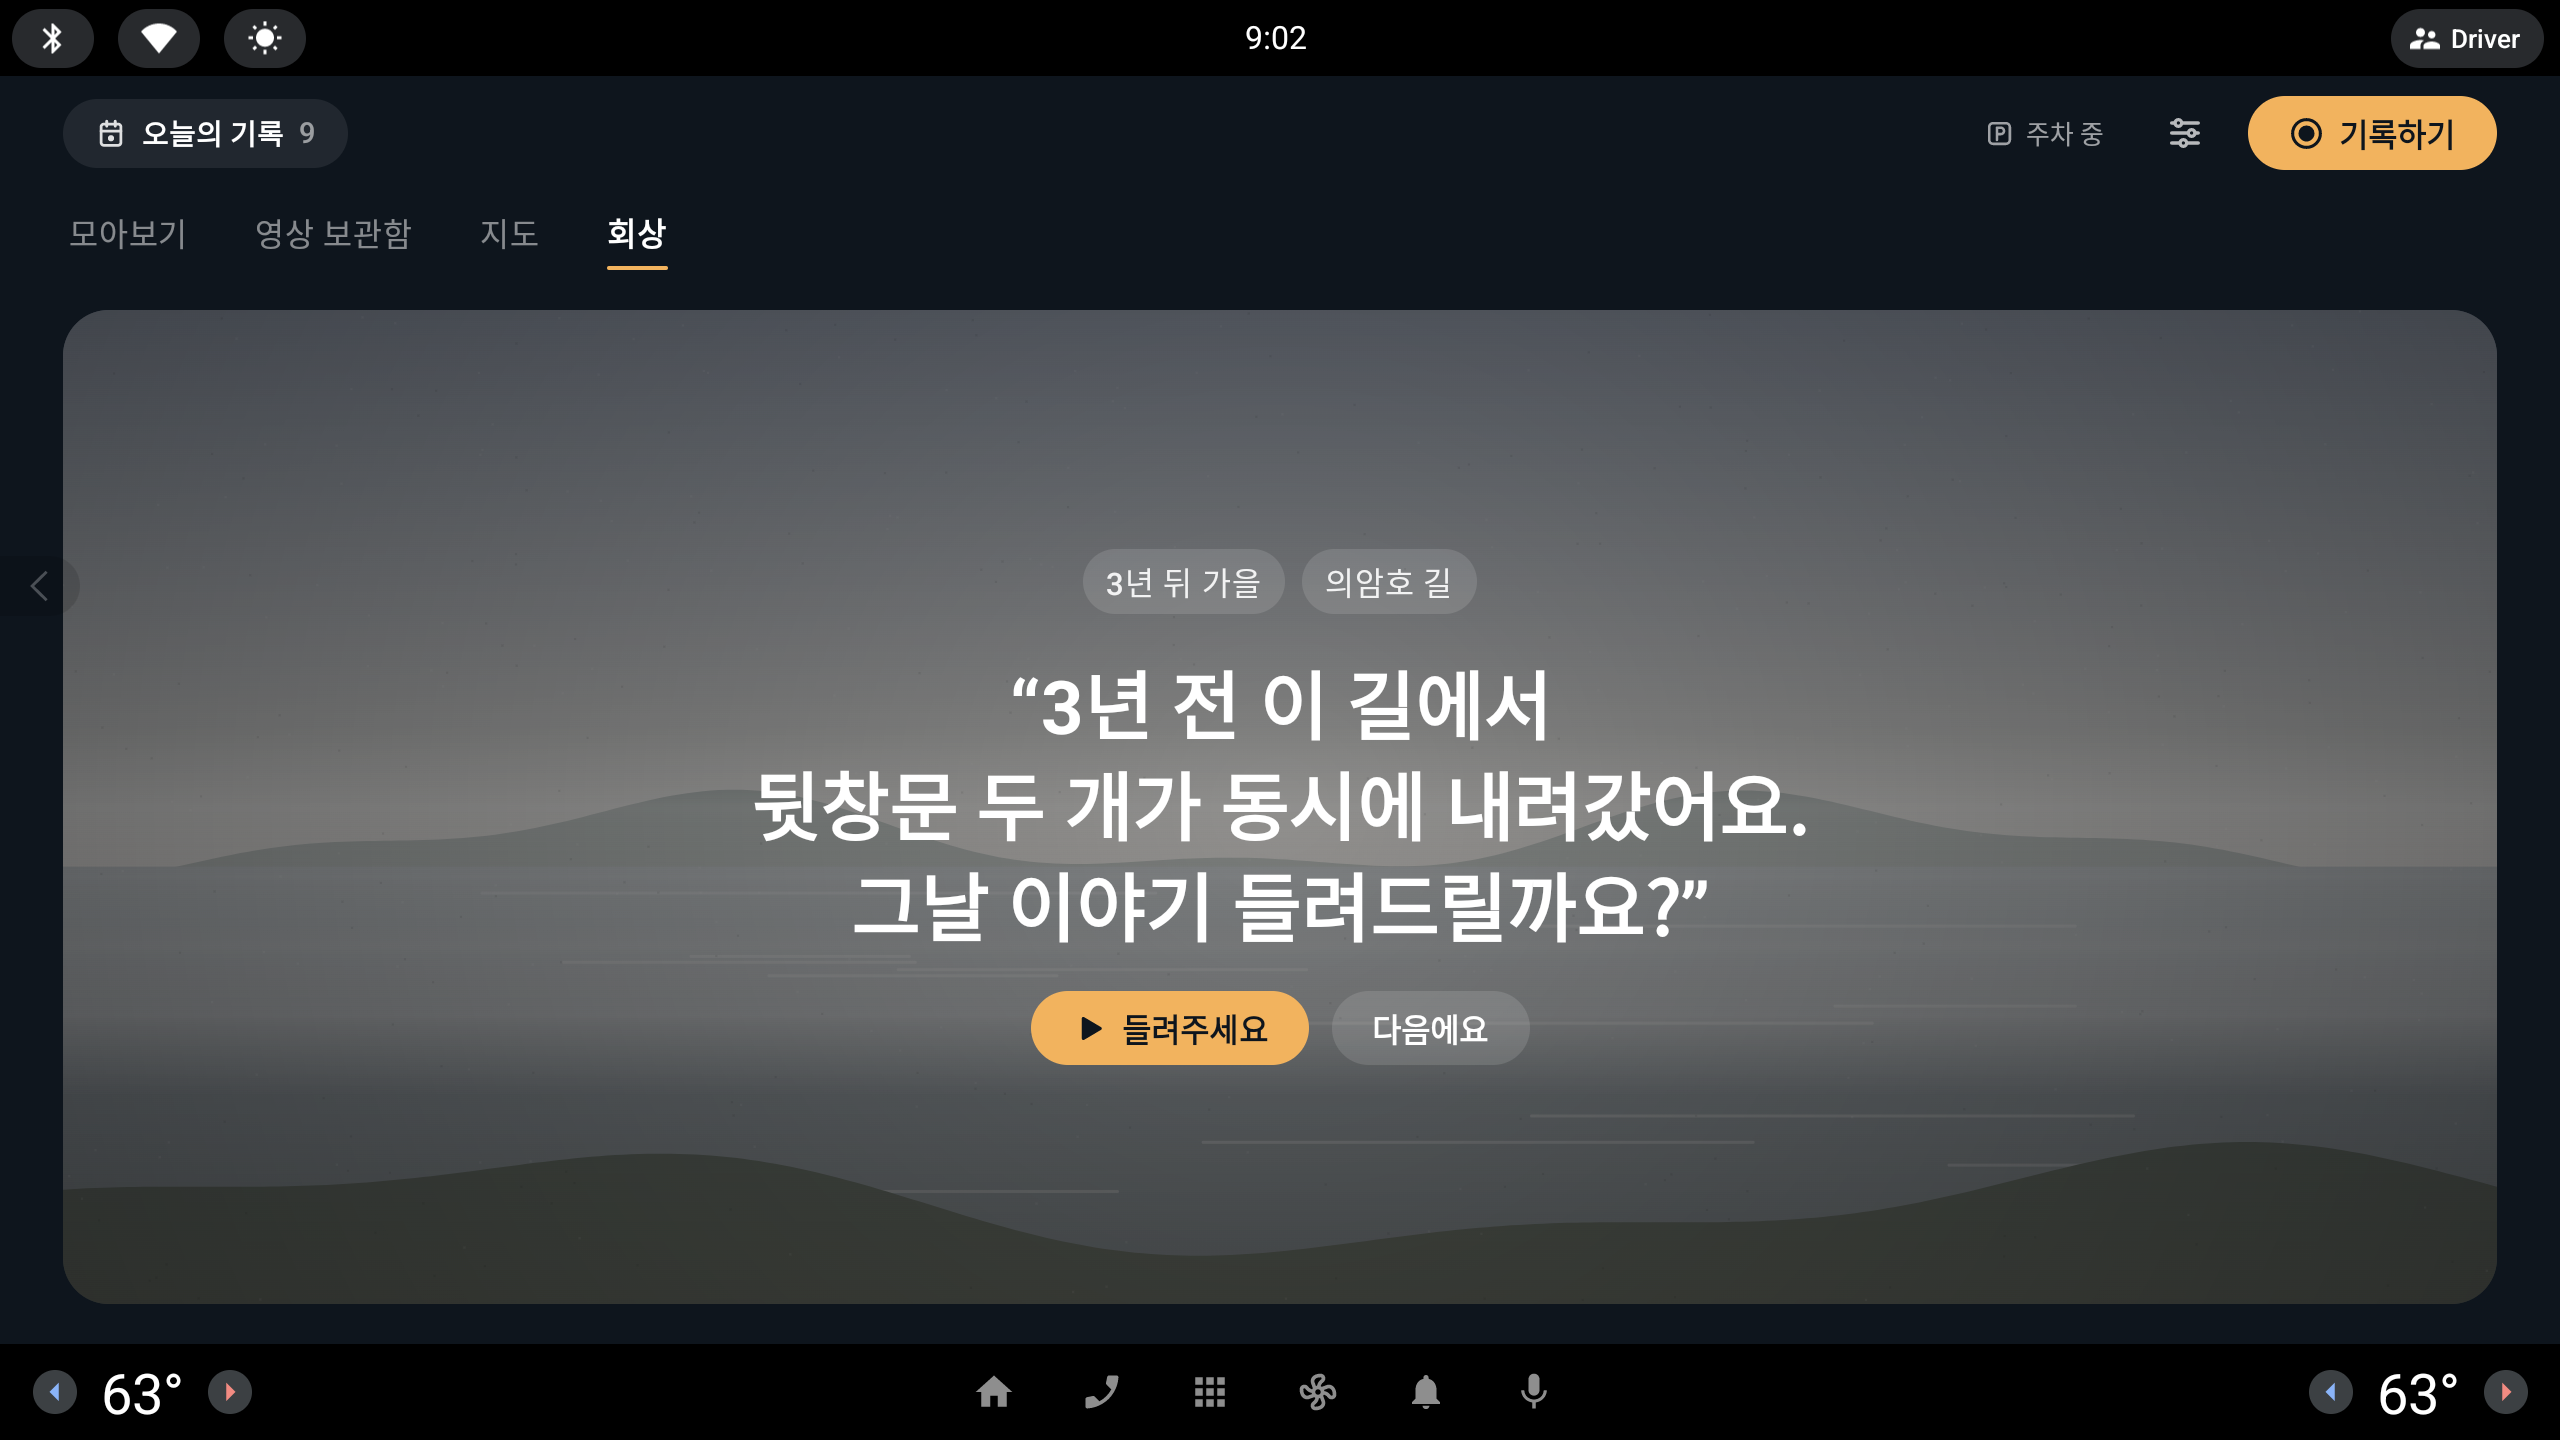 9:02
Driver
오늘의 기록 9
주차 중
기록하기
모아보기
영상 보관함
지도
회상
3년 뒤 가을
의암호 길
“3년 전 이 길에서
뒷창문 두 개가 동시에 내려갔어요.
그날 이야기 들려드릴까요?”
들려주세요
다음에요
63°
63°